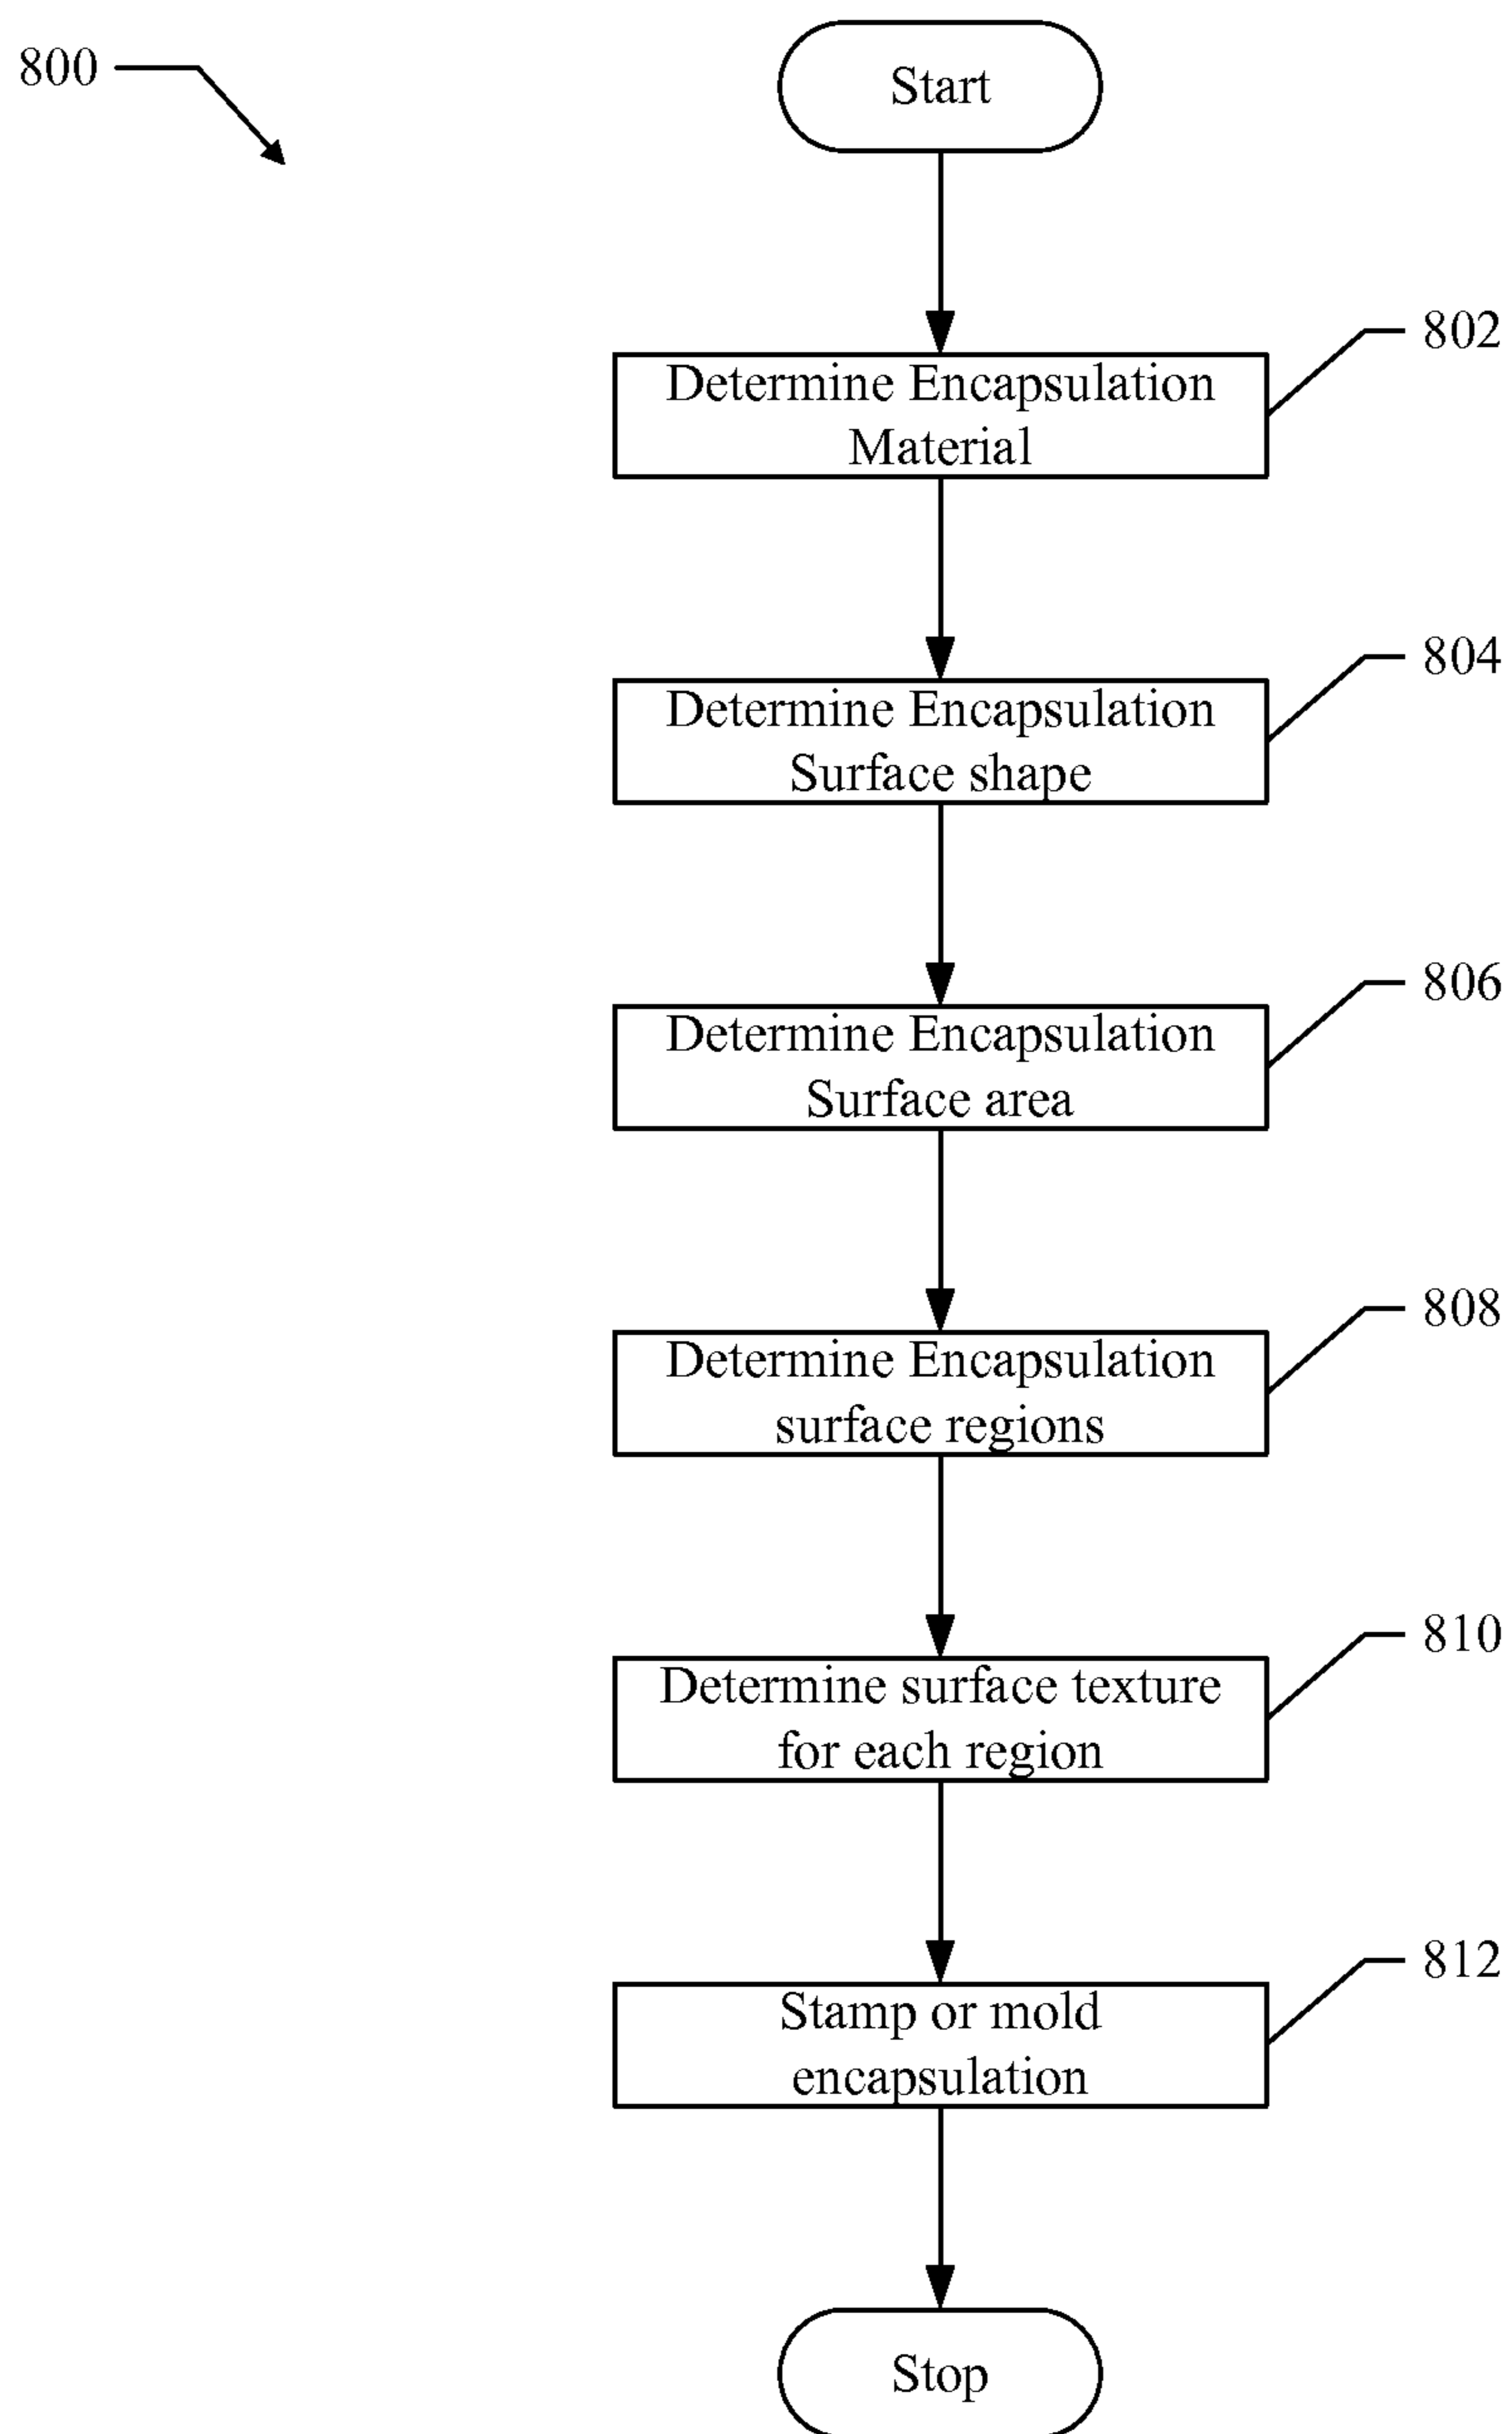 800
Start
802
Determine Encapsulation
Material
804
Determine Encapsulation
Surface shape
806
Determine Encapsulation
Surface area
808
Determine Encapsulation
surface regions
810
Determine surface texture
for each region
812
Stamp or mold
encapsulation
Stop